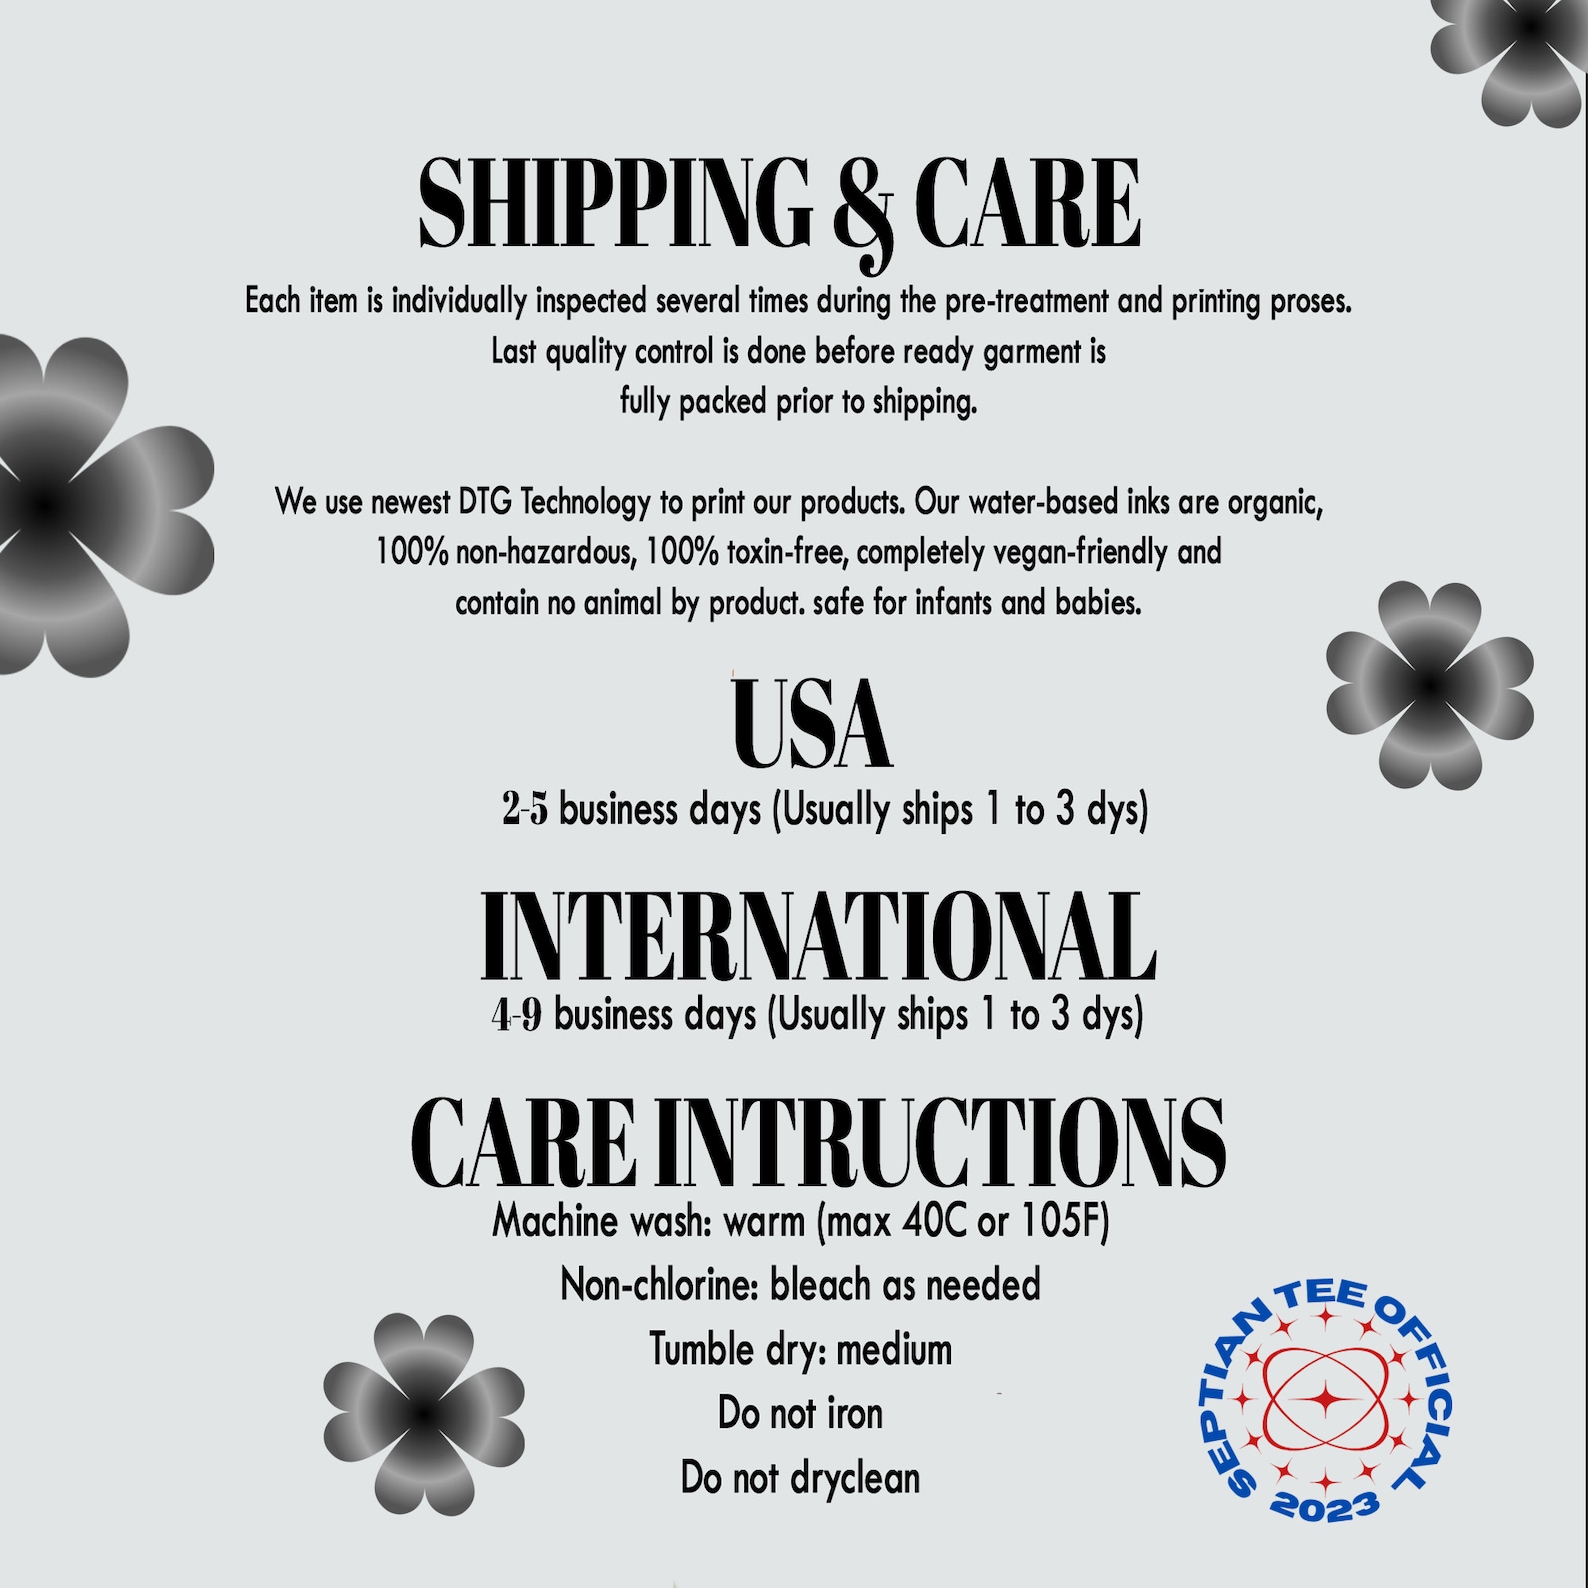 SHIPPING & CARE
Each item is individually inspected several times during the pre-treatment and printing proses.
Last quality control is done before ready garment is
fully packed prior to shipping.
We use newest DTG Technology to print our products. Our water-based inks are organic,
100% non-hazardous, 100% toxin-free, completely vegan-friendly and
contain no animal by product. safe for infants and babies.
USA
2-5 business days (Usually ships 1 to 3 dys)
INTERNATIONAL
4-9 business days (Usually ships 1 to 3 dys)
CARE INTRUCTIONS
Machine wash: warm (max 40C or 105F)
Non-chlorine: bleach as needed
Tumble dry: medium
Do not iron
Do not dryclean
SEPTIAN TEE OFFICIAL
2023